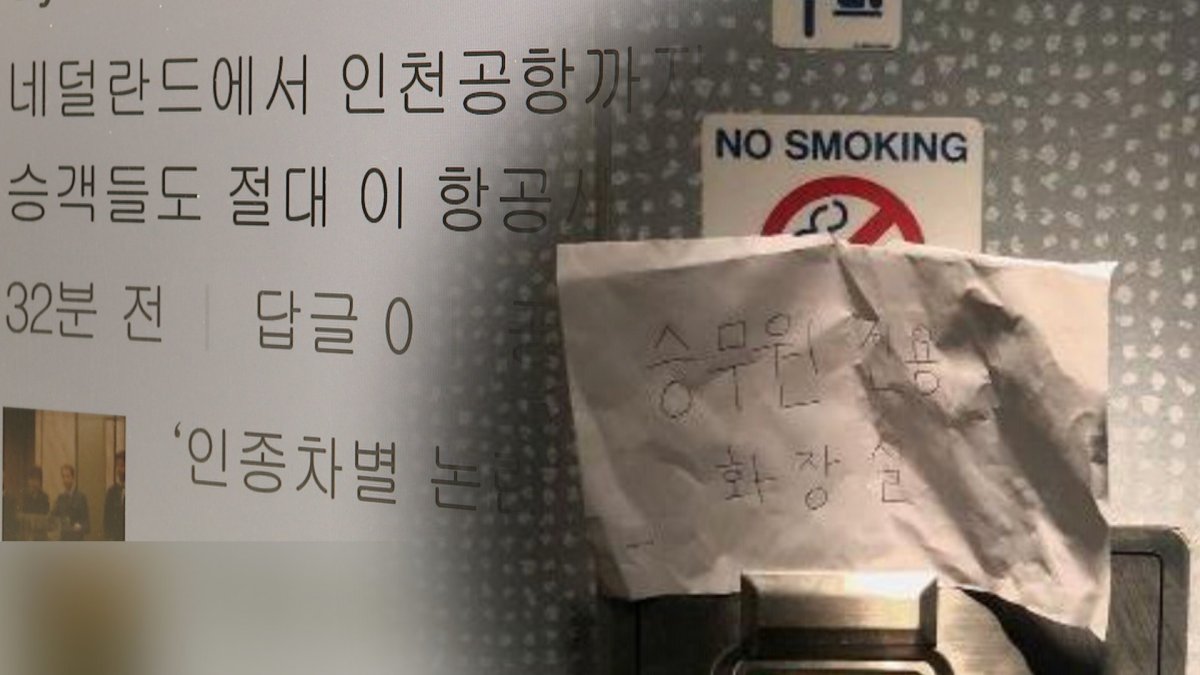 네덜란드에서 인천공항까지
승객들도 절대 이 항공사
32분 전
답글 0
'인종차별 논란
NO SMOKING
승무원 전용
화장실